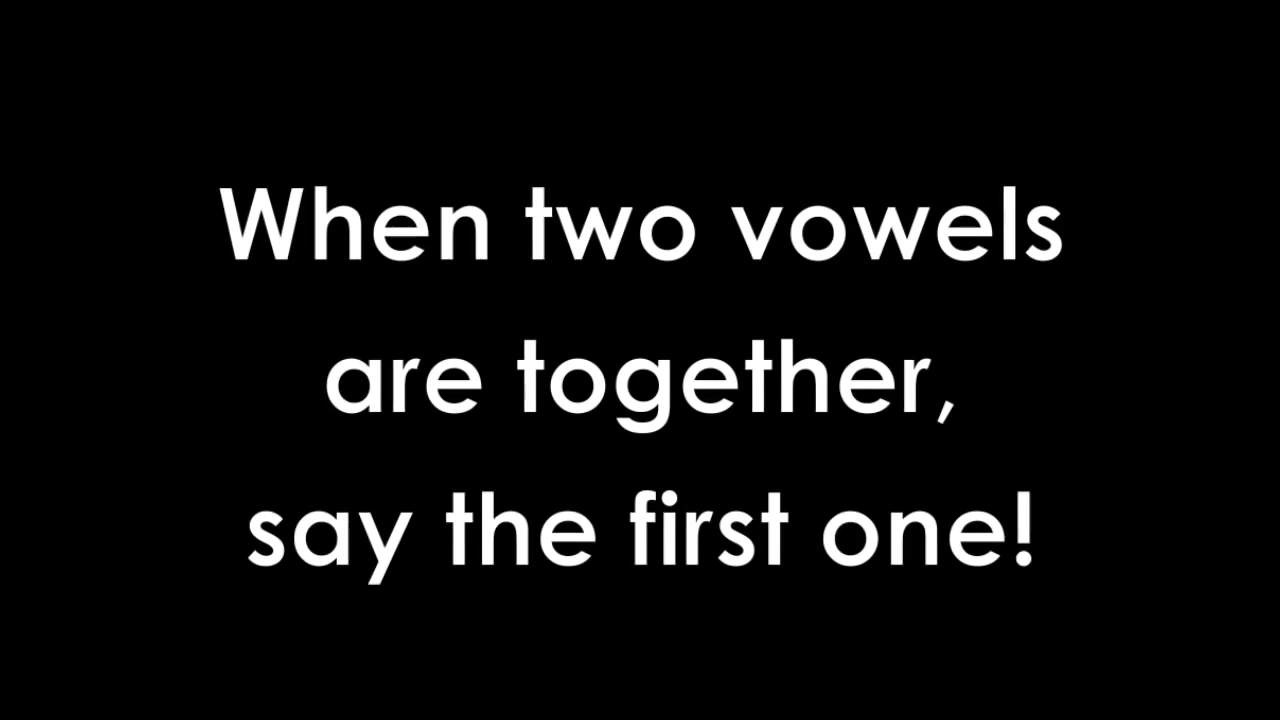 When two vowels
are together,
say the first one!